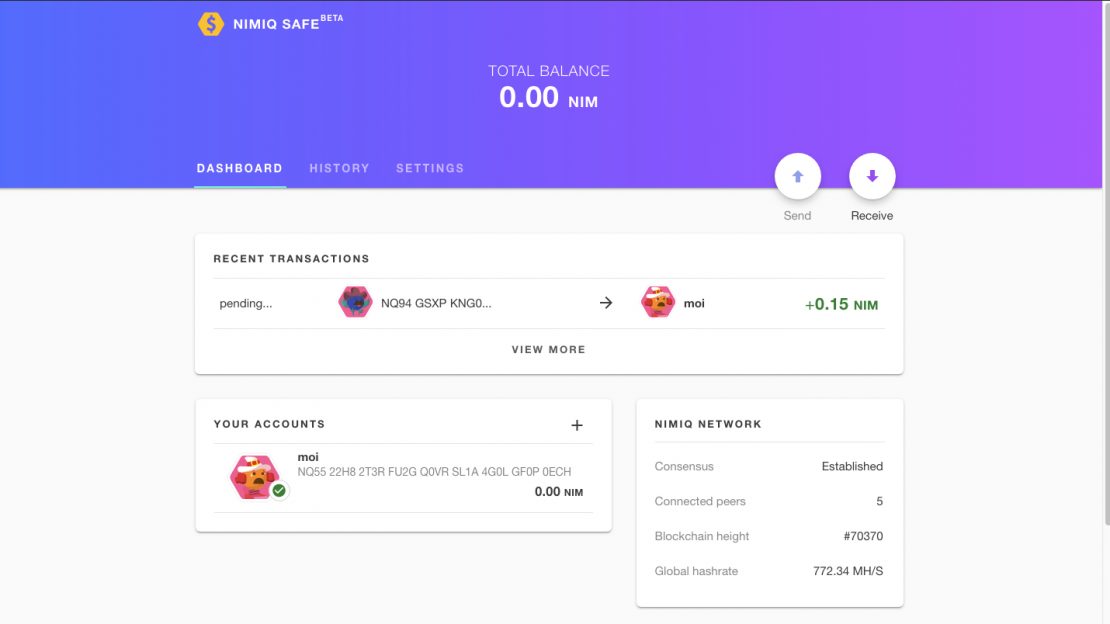 NIMIQ SAFE BETA
TOTAL BALANCE
0.00 NIM
DASHBOARD HISTORY SETTINGS
Send Receive
RECENT TRANSACTIONS
pending... NQ94 GSXP KNG0... → moi +0.15 NIM
VIEW MORE
YOUR ACCOUNTS +
moi
NQ55 22H8 2T3R FU2G Q0VR SL1A 4G0L GF0P 0ECH
0.00 NIM
NIMIQ NETWORK
Consensus Established
Connected peers 5
Blockchain height #70370
Global hashrate 772.34 MH/S